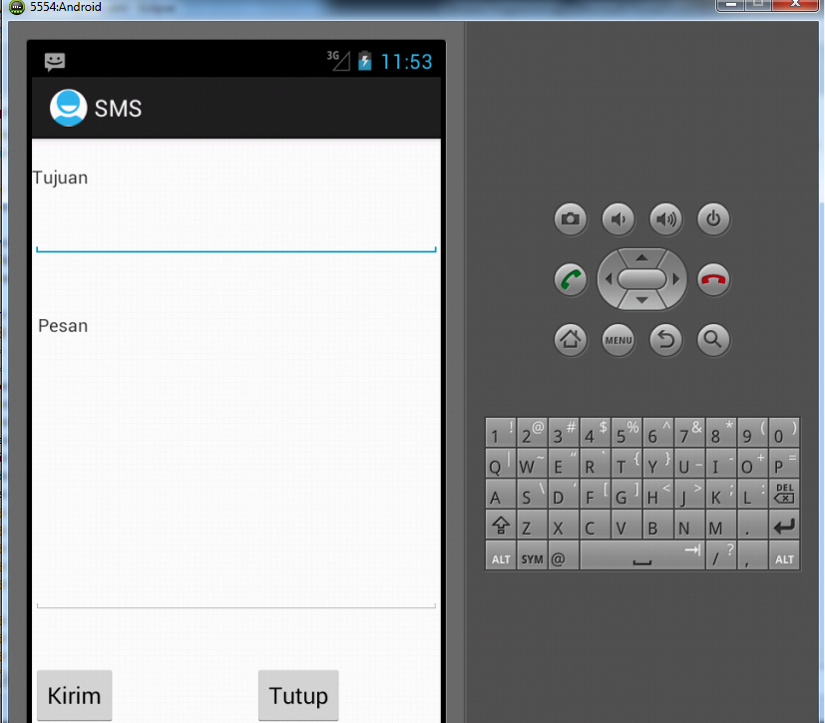 5554:Android
3G 11:53
SMS
Tujuan
Pesan
Kirim Tutup
MENU
1 ! 2 @ 3 # 4 $ 5 % 6 ^ 7 & 8 * 9 ( 0 )
Q | W ~ E " R ` T { Y } U _ I - O + P =
A S \ D ' F [ G ] H < J > K ; L : DEL
Z X C V B N M .
ALT SYM @ / ? , ALT